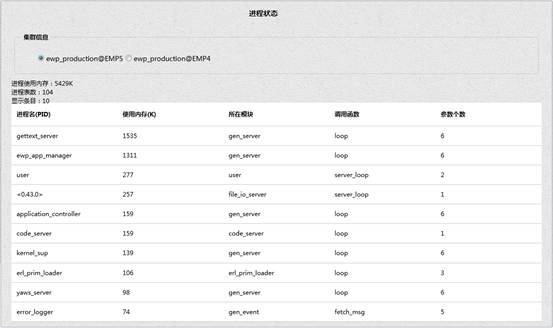 进程状态
集群信息
ewp_production@EMP5 ewp_production@EMP4
进程使用内存：5429K
进程条数：104
显示条目：10
进程名(PID) 使用内存(K) 所在模块 调用函数 参数个数
gettext_server 1535 gen_server loop 6
ewp_app_manager 1311 gen_server loop 6
user 277 user server_loop 2
<0.43.0> 257 file_io_server server_loop 1
application_controller 159 gen_server loop 6
code_server 159 code_server loop 1
kernel_sup 139 gen_server loop 6
erl_prim_loader 106 erl_prim_loader loop 3
yaws_server 98 gen_server loop 6
error_logger 74 gen_event fetch_msg 5